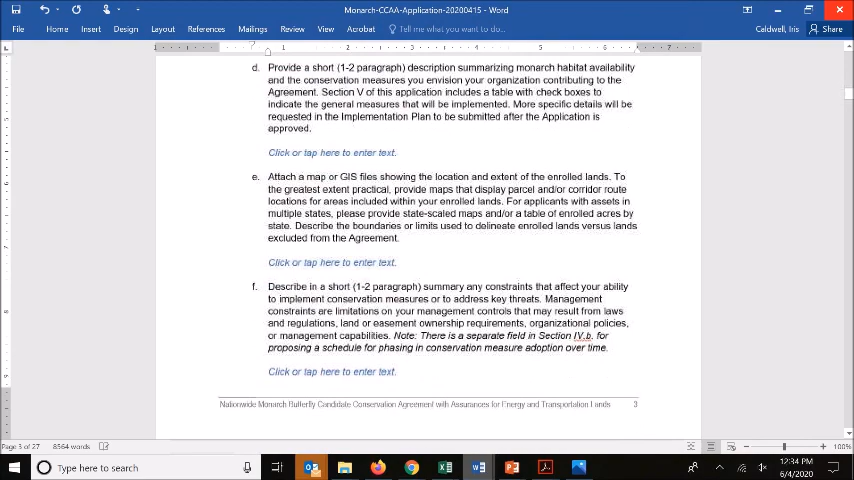 Monarch-CCAA-Application-20200415 - Word
File Home Insert Design Layout References Mailings Review View Acrobat Tell me what you want to do... Caldwell, Iris Share
1 1 2 3 4 5 6 7
d. Provide a short (1-2 paragraph) description summarizing monarch habitat availability
and the conservation measures you envision your organization contributing to the
Agreement. Section V of this application includes a table with check boxes to
indicate the general measures that will be implemented. More specific details will be
requested in the Implementation Plan to be submitted after the Application is
approved.
Click or tap here to enter text.
e. Attach a map or GIS files showing the location and extent of the enrolled lands. To
the greatest extent practical, provide maps that display parcel and/or corridor route
locations for areas included within your enrolled lands. For applicants with assets in
multiple states, please provide state-scaled maps and/or a table of enrolled acres by
state. Describe the boundaries or limits used to delineate enrolled lands versus lands
excluded from the Agreement.
Click or tap here to enter text.
f. Describe in a short (1-2 paragraph) summary any constraints that affect your ability
to implement conservation measures or to address key threats. Management
constraints are limitations on your management controls that may result from laws
and regulations, land or easement ownership requirements, organizational policies,
or management capabilities. Note: There is a separate field in Section IV.b. for
proposing a schedule for phasing in conservation measure adoption over time.
Click or tap here to enter text.
Nationwide Monarch Butterfly Candidate Conservation Agreement with Assurances for Energy and Transportation Lands 3
Page 3 of 27 8564 words 100%
Type here to search 12:34 PM
6/4/2020